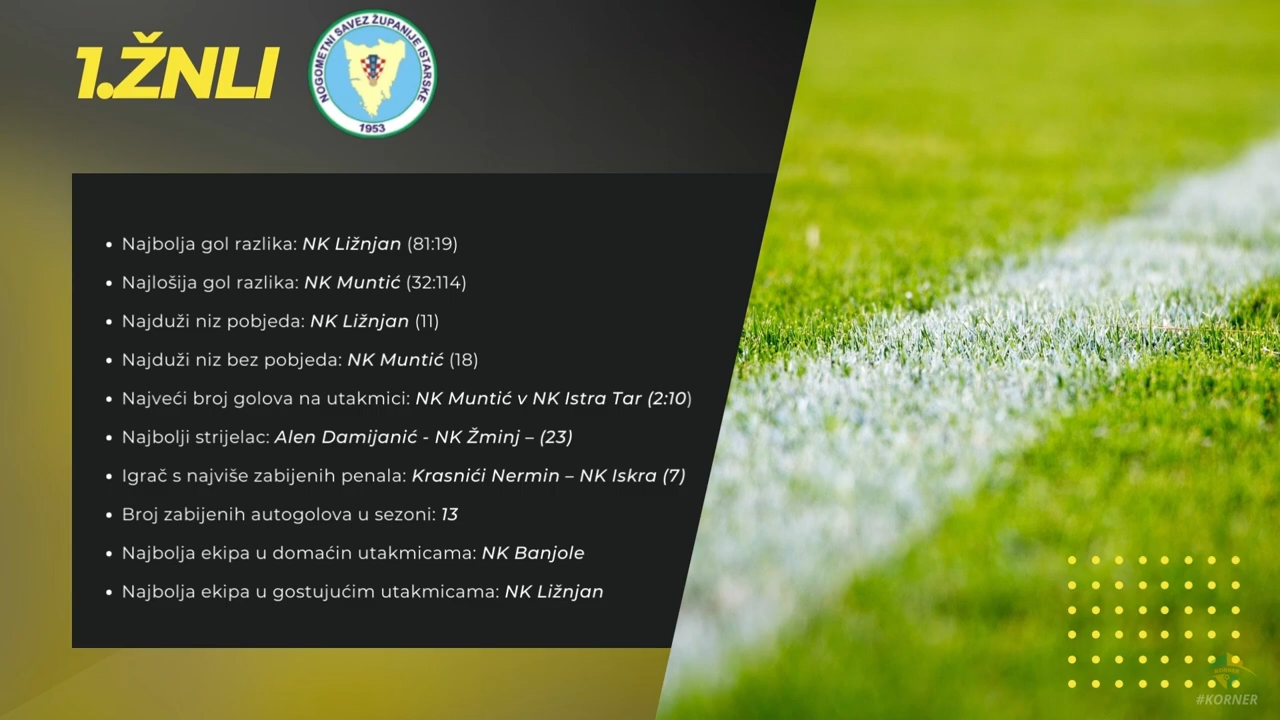 1.ŽNLI
NOGOMETNI SAVEZ ŽUPANIJE ISTARSKE
1953
• Najbolja gol razlika: NK Ližnjan (81:19)
• Najlošija gol razlika: NK Muntić (32:114)
• Najduži niz pobjeda: NK Ližnjan (11)
• Najduži niz bez pobjeda: NK Muntić (18)
• Najveći broj golova na utakmici: NK Muntić v NK Istra Tar (2:10)
• Najbolji strijelac: Alen Damijanić - NK Žminj – (23)
• Igrač s najviše zabijenih penala: Krasnići Nermin – NK Iskra (7)
• Broj zabijenih autogolova u sezoni: 13
• Najbolja ekipa u domaćin utakmicama: NK Banjole
• Najbolja ekipa u gostujućim utakmicama: NK Ližnjan
#KORNER